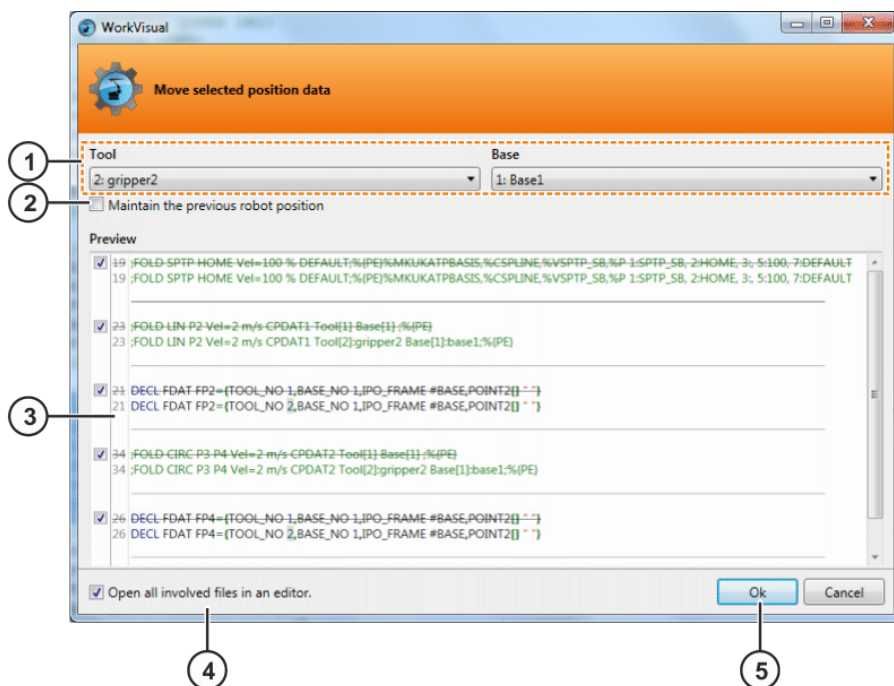 WorkVisual
Move selected position data
1
Tool
Base
2: gripper2
1: Base1
2
Maintain the previous robot position
Preview
19 ;FOLD SPTP HOME Vel=100 % DEFAULT;%{PE}%MKUKATPBASIS,%CSPLINE,%VSPTP_SB,%P 1:SPTP_SB, 2:HOME, 3:, 5:100, 7:DEFAULT
19 ;FOLD SPTP HOME Vel=100 % DEFAULT;%{PE}%MKUKATPBASIS,%CSPLINE,%VSPTP_SB,%P 1:SPTP_SB, 2:HOME, 3:, 5:100, 7:DEFAULT
23 ;FOLD LIN P2 Vel=2 m/s CPDAT1 Tool[1] Base[1] ;%{PE}
23 ;FOLD LIN P2 Vel=2 m/s CPDAT1 Tool[2]:gripper2 Base[1]:base1;%{PE}
21 DECL FDAT FP2={TOOL_NO 1,BASE_NO 1,IPO_FRAME #BASE,POINT2[] " "}
21 DECL FDAT FP2={TOOL_NO 2,BASE_NO 1,IPO_FRAME #BASE,POINT2[] " "}
3
34 ;FOLD CIRC P3 P4 Vel=2 m/s CPDAT2 Tool[1] Base[1] ;%{PE}
34 ;FOLD CIRC P3 P4 Vel=2 m/s CPDAT2 Tool[2]:gripper2 Base[1]:base1;%{PE}
26 DECL FDAT FP4={TOOL_NO 1,BASE_NO 1,IPO_FRAME #BASE,POINT2[] " "}
26 DECL FDAT FP4={TOOL_NO 2,BASE_NO 1,IPO_FRAME #BASE,POINT2[] " "}
Open all involved files in an editor.
Ok
Cancel
4
5